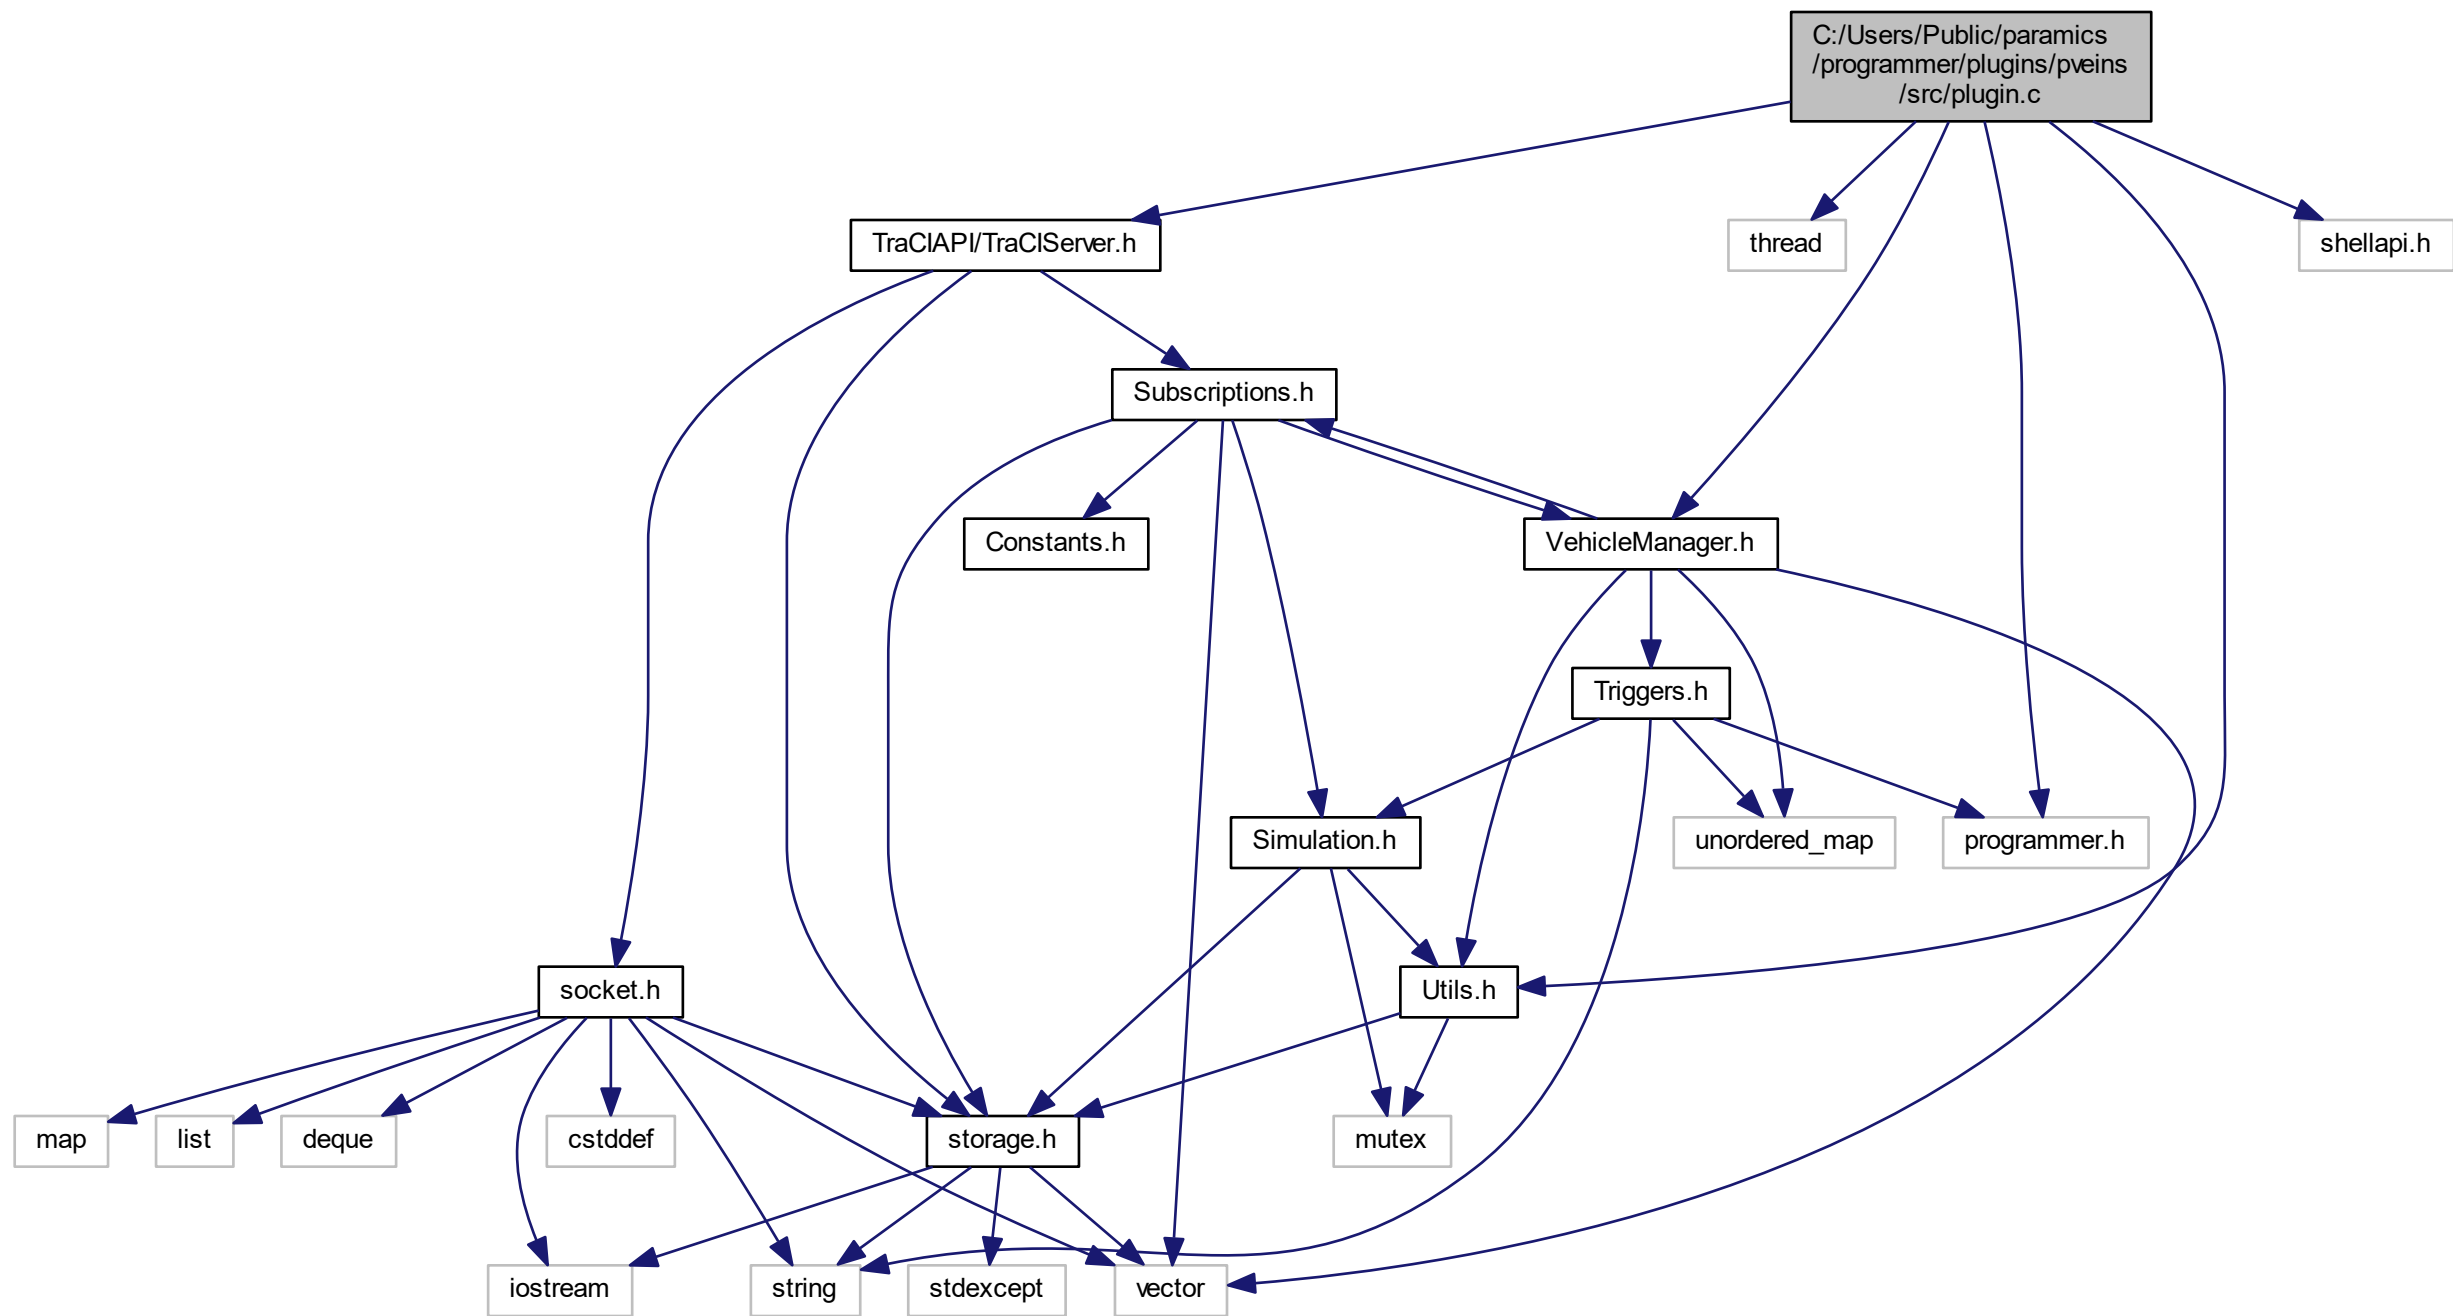 C:/Users/Public/paramics
/programmer/plugins/pveins
/src/plugin.c
TraCIAPI/TraCIServer.h
thread
shellapi.h
Subscriptions.h
Constants.h
VehicleManager.h
Triggers.h
Simulation.h
unordered_map
programmer.h
socket.h
Utils.h
map
list
deque
cstddef
storage.h
mutex
iostream
string
stdexcept
vector